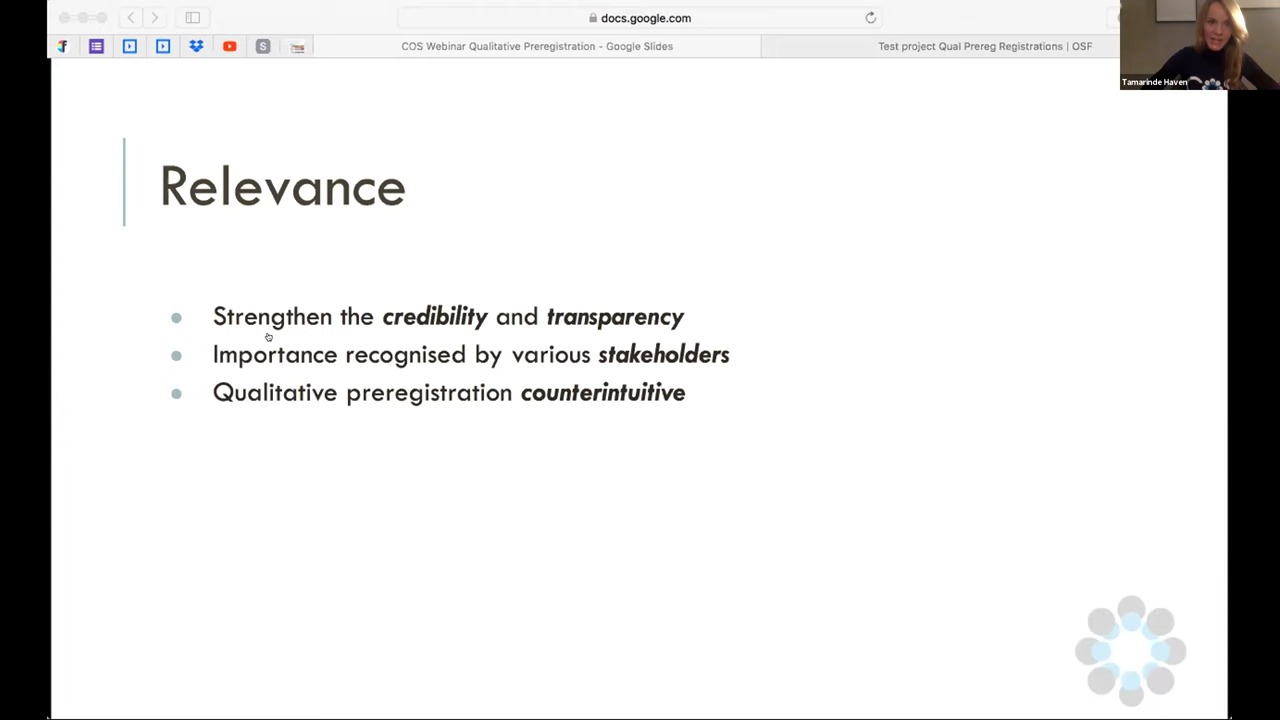 docs.google.com
S
COS Webinar Qualitative Preregistration - Google Slides
Test project Qual Prereg Registrations | OSF
Tamarinde Haven
Relevance
Strengthen the credibility and transparency
Importance recognised by various stakeholders
Qualitative preregistration counterintuitive